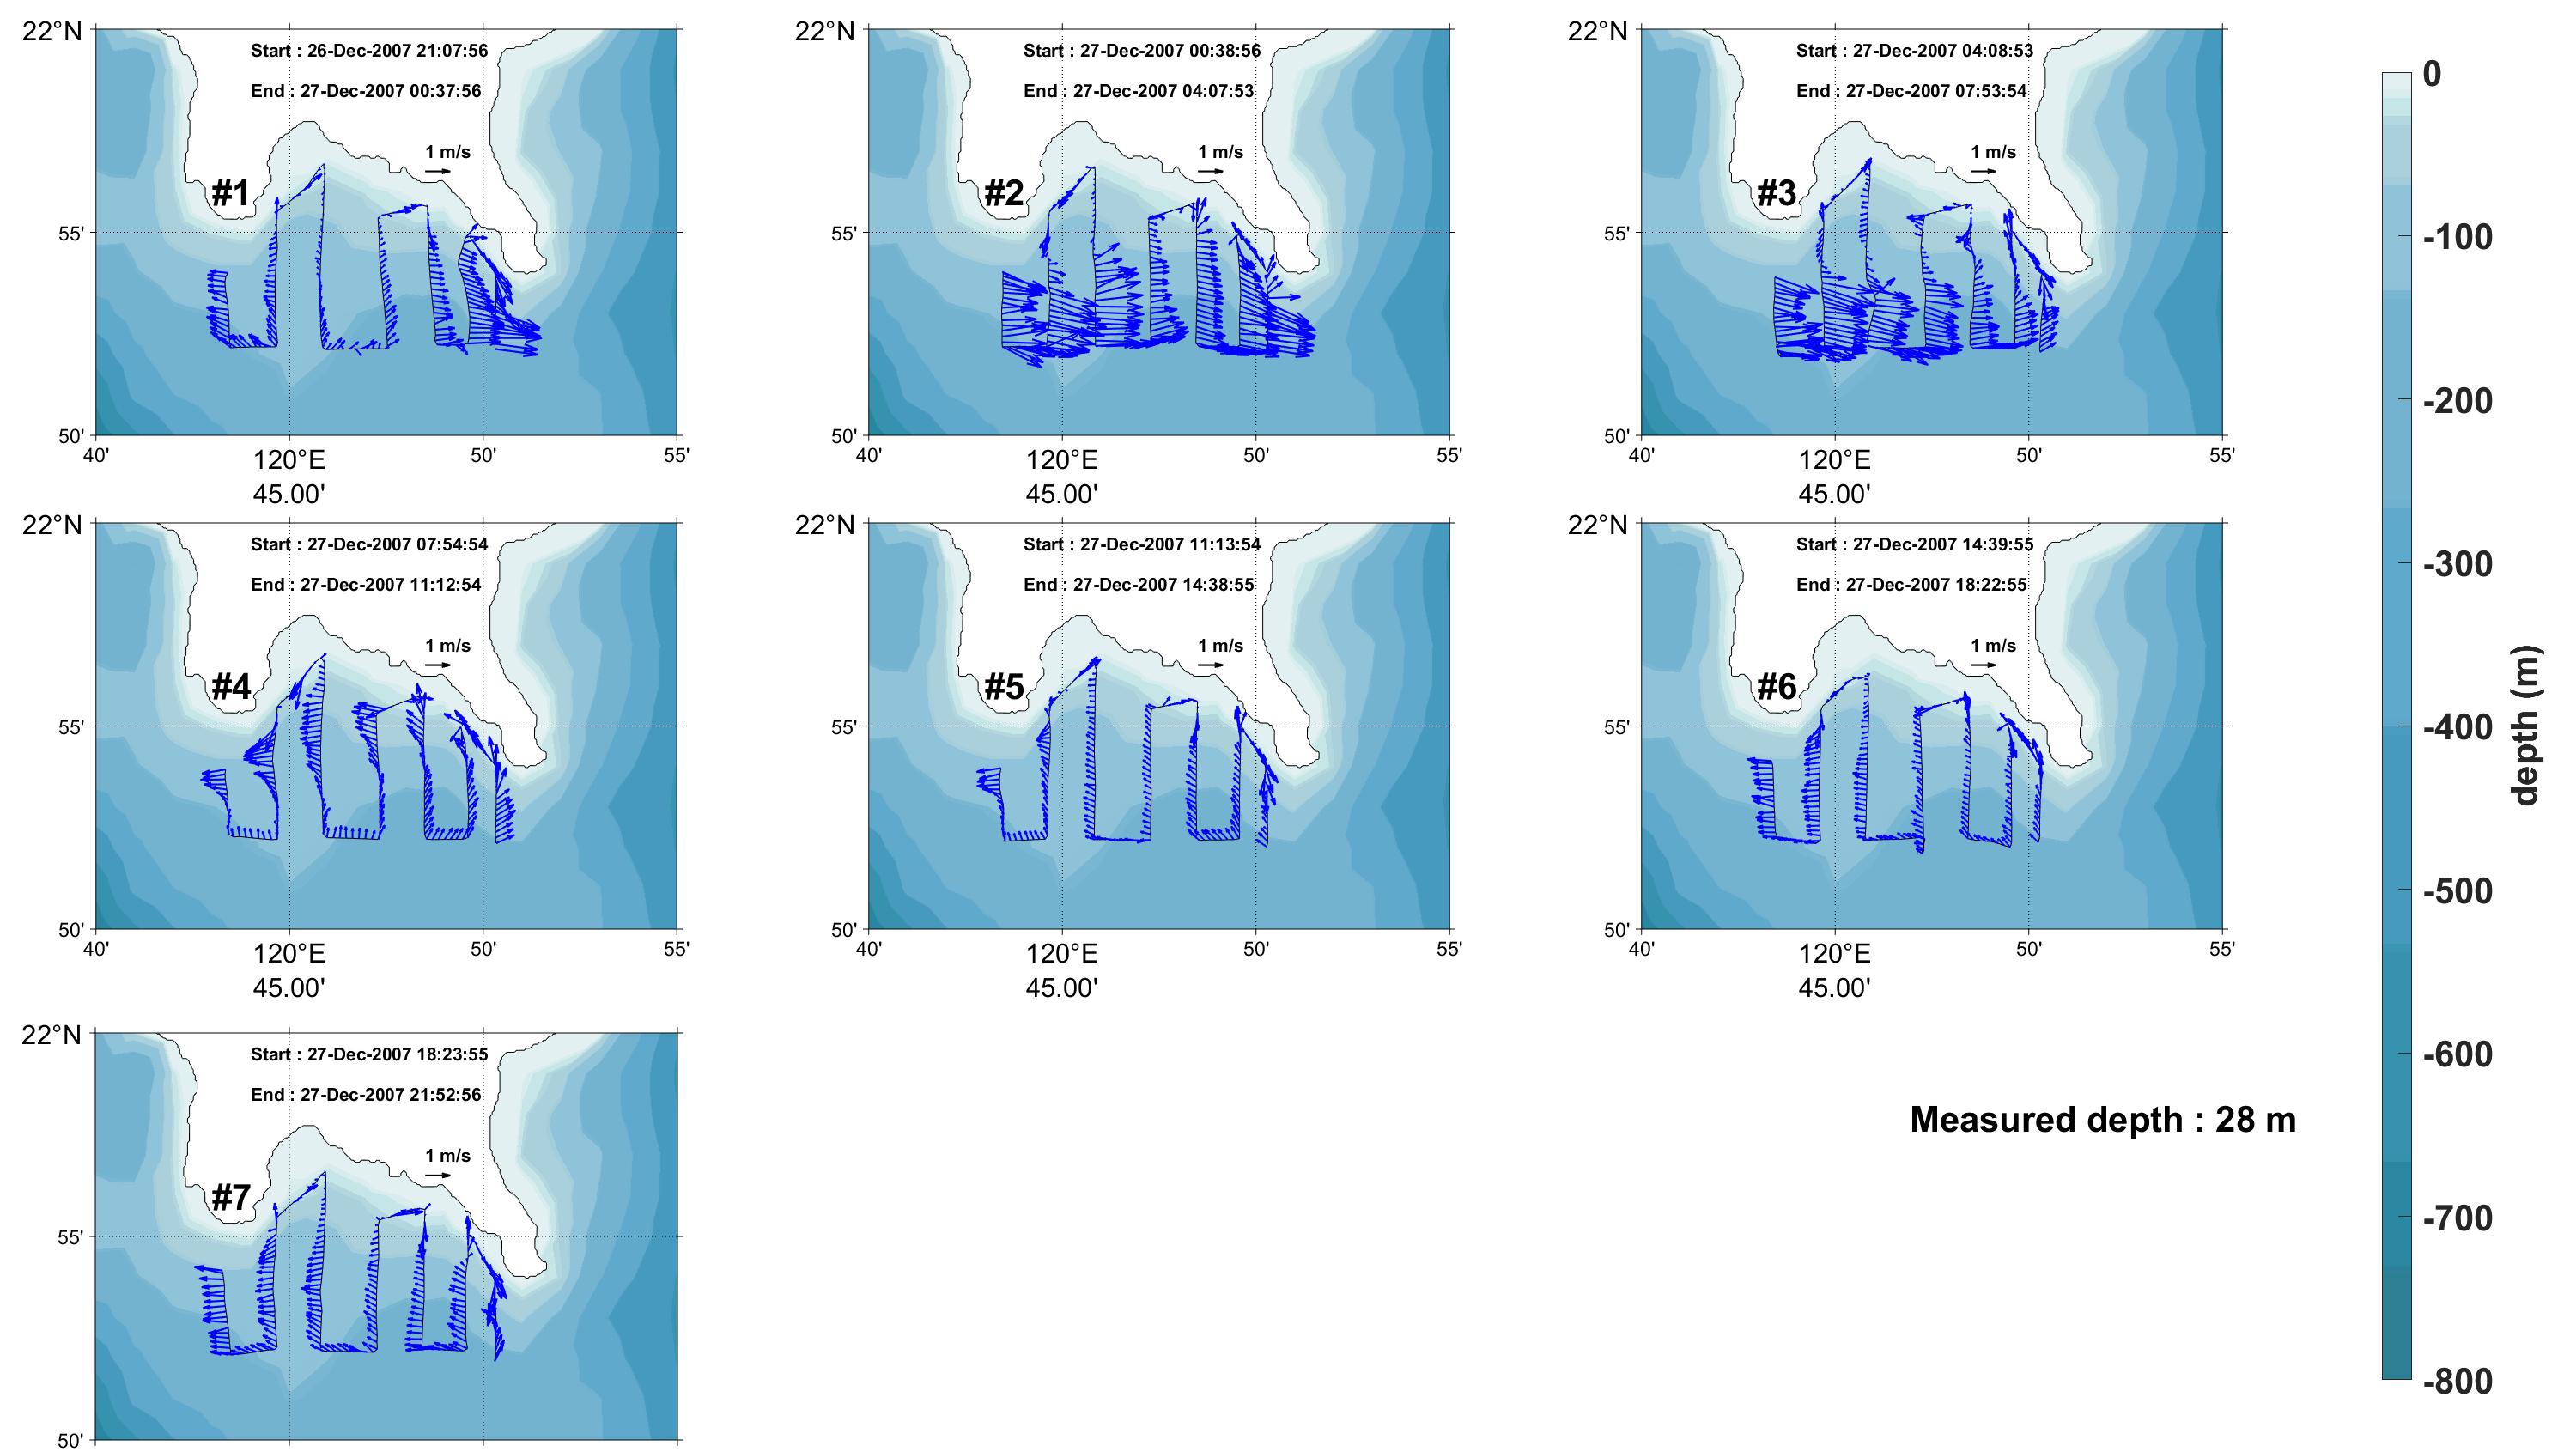 22°N
Start : 26-Dec-2007 21:07:56
End : 27-Dec-2007 00:37:56
1 m/s
#1
55'
50'
40'
120°E
45.00'
50'
55'
22°N
Start : 27-Dec-2007 00:38:56
End : 27-Dec-2007 04:07:53
1 m/s
#2
55'
50'
40'
120°E
45.00'
50'
55'
22°N
Start : 27-Dec-2007 04:08:53
End : 27-Dec-2007 07:53:54
1 m/s
#3
55'
50'
40'
120°E
45.00'
50'
55'
22°N
Start : 27-Dec-2007 07:54:54
End : 27-Dec-2007 11:12:54
1 m/s
#4
55'
50'
40'
120°E
45.00'
50'
55'
22°N
Start : 27-Dec-2007 11:13:54
End : 27-Dec-2007 14:38:55
1 m/s
#5
55'
50'
40'
120°E
45.00'
50'
55'
22°N
Start : 27-Dec-2007 14:39:55
End : 27-Dec-2007 18:22:55
1 m/s
#6
55'
50'
40'
120°E
45.00'
50'
55'
22°N
Start : 27-Dec-2007 18:23:55
End : 27-Dec-2007 21:52:56
1 m/s
#7
55'
50'
Measured depth : 28 m
0
-100
-200
-300
-400
-500
-600
-700
-800
depth (m)